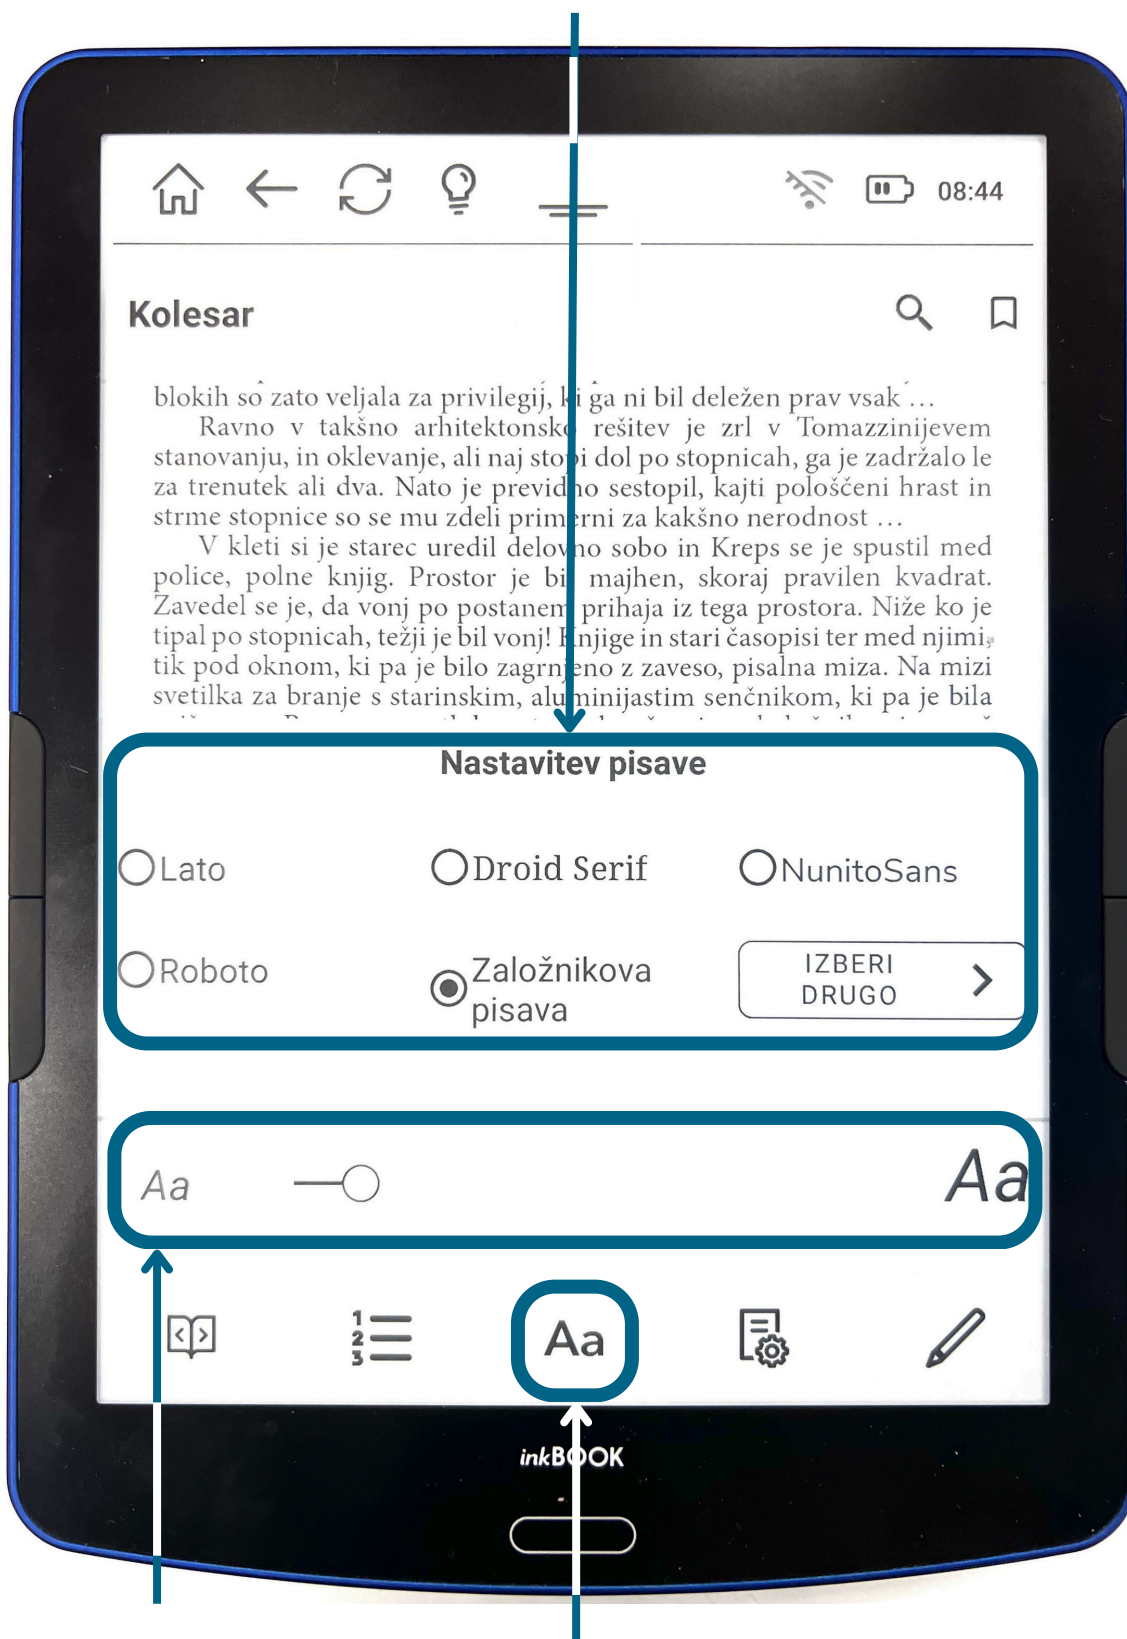 08:44
Kolesar
blokih so zato veljala za privilegij, ki ga ni bil deležen prav vsak …
Ravno v takšno arhitektonsko rešitev je zrl v Tomazzinijevem
stanovanju, in oklevanje, ali naj stopi dol po stopnicah, ga je zadržalo le
za trenutek ali dva. Nato je previdno sestopil, kajti pološčeni hrast in
strme stopnice so se mu zdeli primerni za kakšno nerodnost …
V kleti si je starec uredil delovno sobo in Kreps se je spustil med
police, polne knjig. Prostor je bil majhen, skoraj pravilen kvadrat.
Zavedel se je, da vonj po postanem prihaja iz tega prostora. Niže ko je
tipal po stopnicah, težji je bil vonj! Knjige in stari časopisi ter med njimi,
tik pod oknom, ki pa je bilo zagrnjeno z zaveso, pisalna miza. Na mizi
svetilka za branje s starinskim, aluminijastim senčnikom, ki pa je bila
Nastavitev pisave
Lato
Droid Serif
NunitoSans
Roboto
Založnikova
pisava
IZBERI
DRUGO
Aa
Aa
1
2
3
Aa
inkBOOK